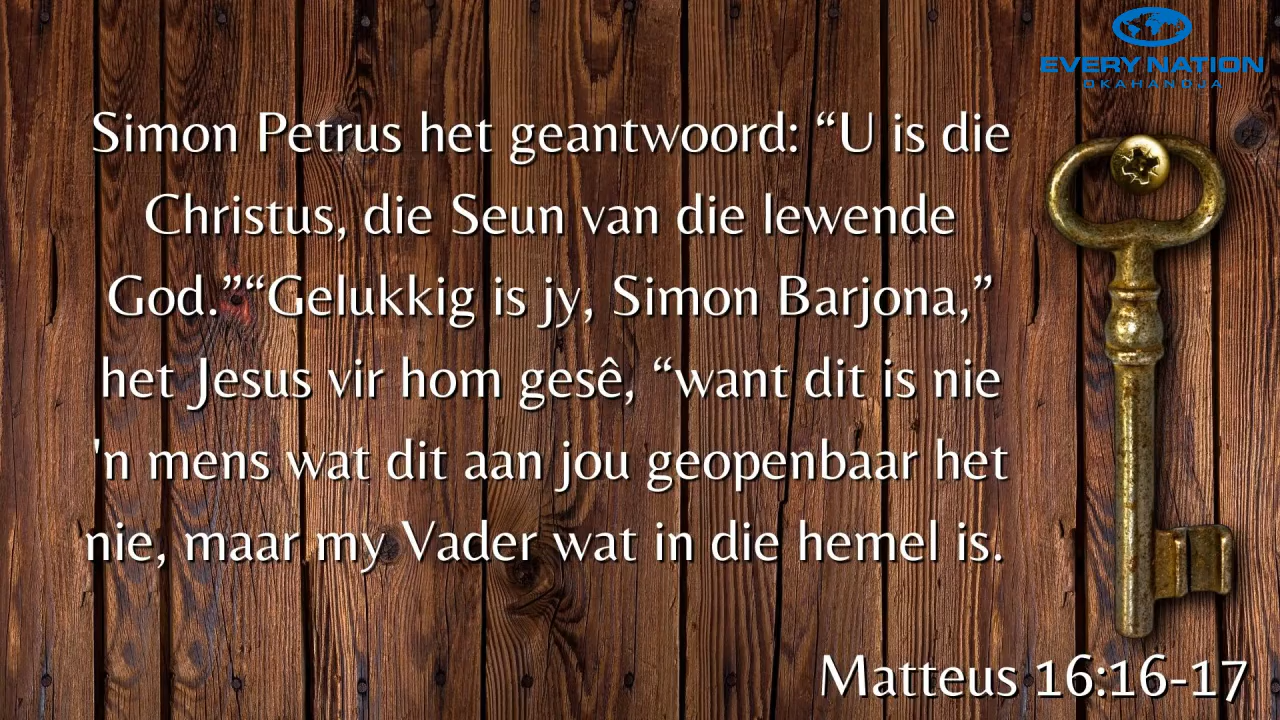 EVERY NATION
OKAHANDJA
Simon Petrus het geantwoord: “U is die
Christus, die Seun van die lewende
God.”“Gelukkig is jy, Simon Barjona,”
het Jesus vir hom gesê, “want dit is nie
'n mens wat dit aan jou geopenbaar het
nie, maar my Vader wat in die hemel is.
Matteus 16:16-17